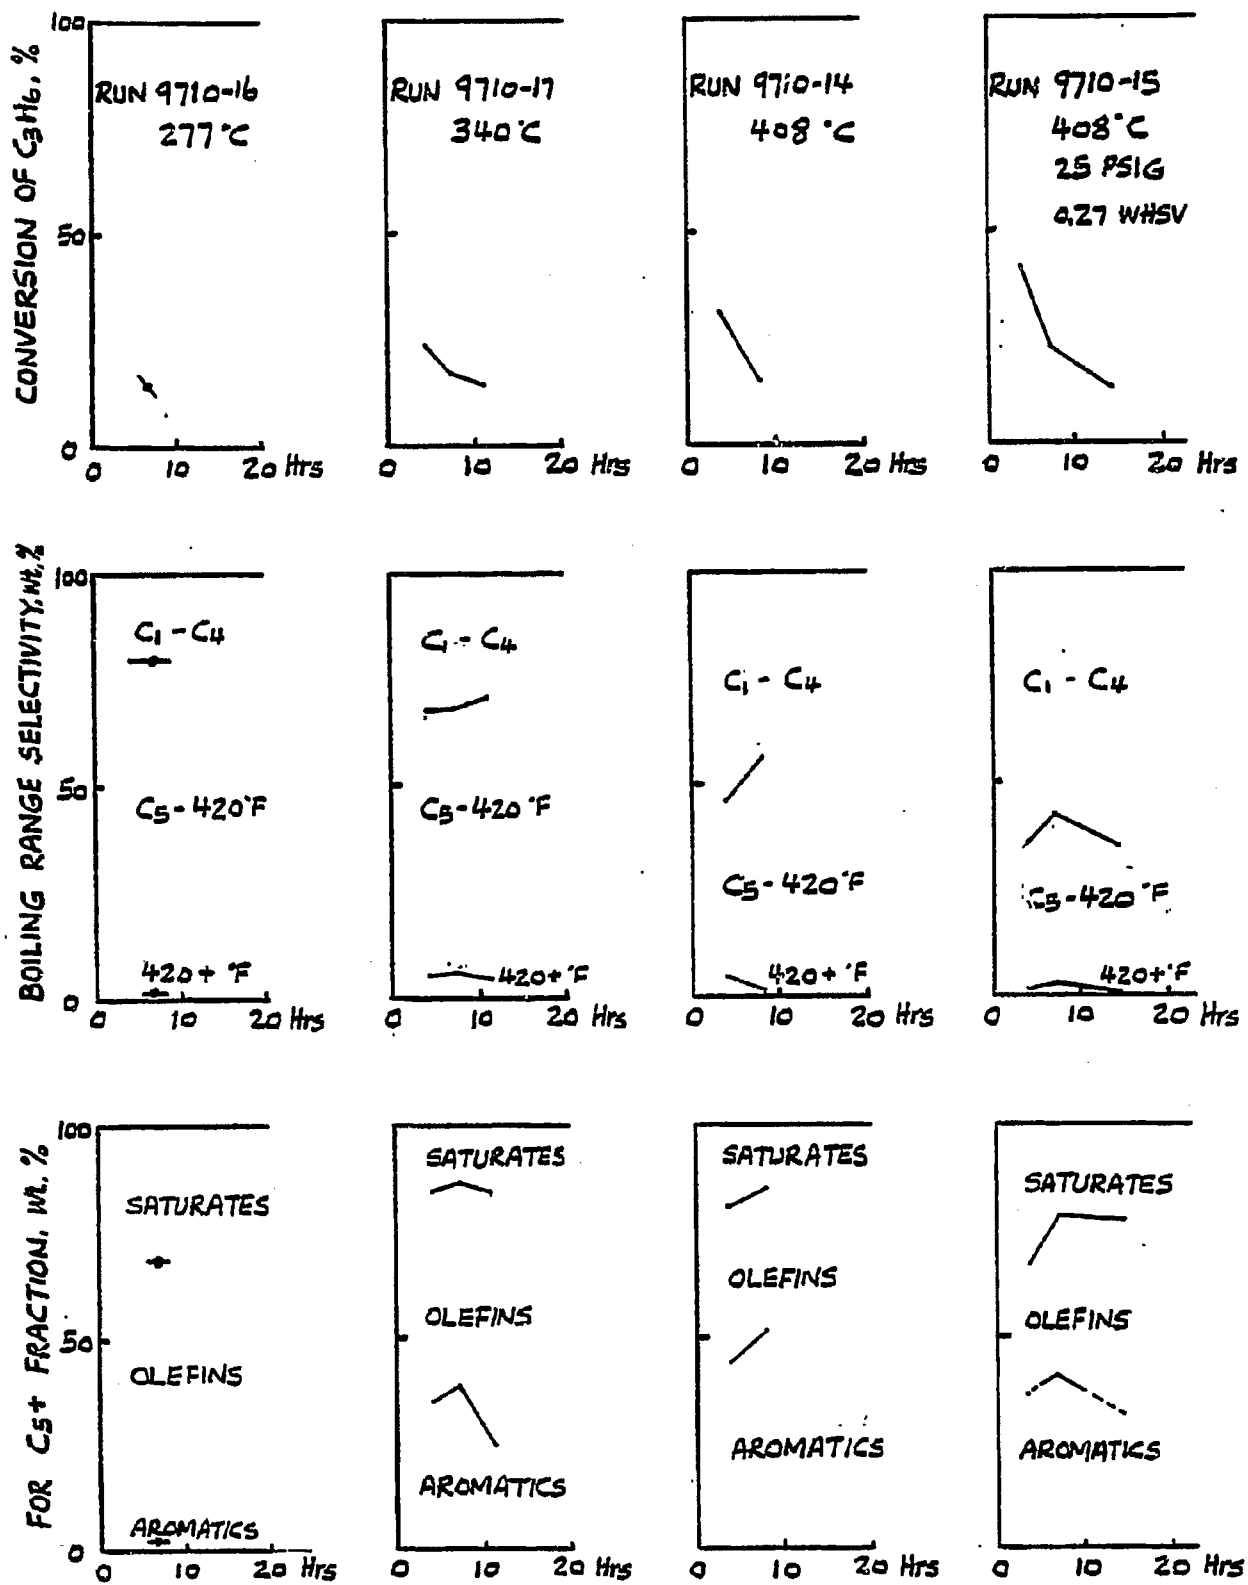 CONVERSION OF C3H6, %
100
50
0
RUN 9710-16
277°C
0 10 20 Hrs
RUN 9710-17
340°C
0 10 20 Hrs
RUN 9710-14
408°C
0 10 20 Hrs
RUN 9710-15
408°C
25 PSIG
0.27 WHSV
0 10 20 Hrs
BOILING RANGE SELECTIVITY, Wt, %
100
50
0
C1 - C4
C5 - 420°F
420+ °F
0 10 20 Hrs
C1 - C4
C5 - 420°F
420+ °F
0 10 20 Hrs
C1 - C4
C5 - 420°F
420+ °F
0 10 20 Hrs
C1 - C4
C5 - 420°F
420+ °F
0 10 20 Hrs
FOR C5+ FRACTION, Wt, %
100
50
0
SATURATES
OLEFINS
AROMATICS
0 10 20 Hrs
SATURATES
OLEFINS
AROMATICS
0 10 20 Hrs
SATURATES
OLEFINS
AROMATICS
0 10 20 Hrs
SATURATES
OLEFINS
AROMATICS
0 10 20 Hrs